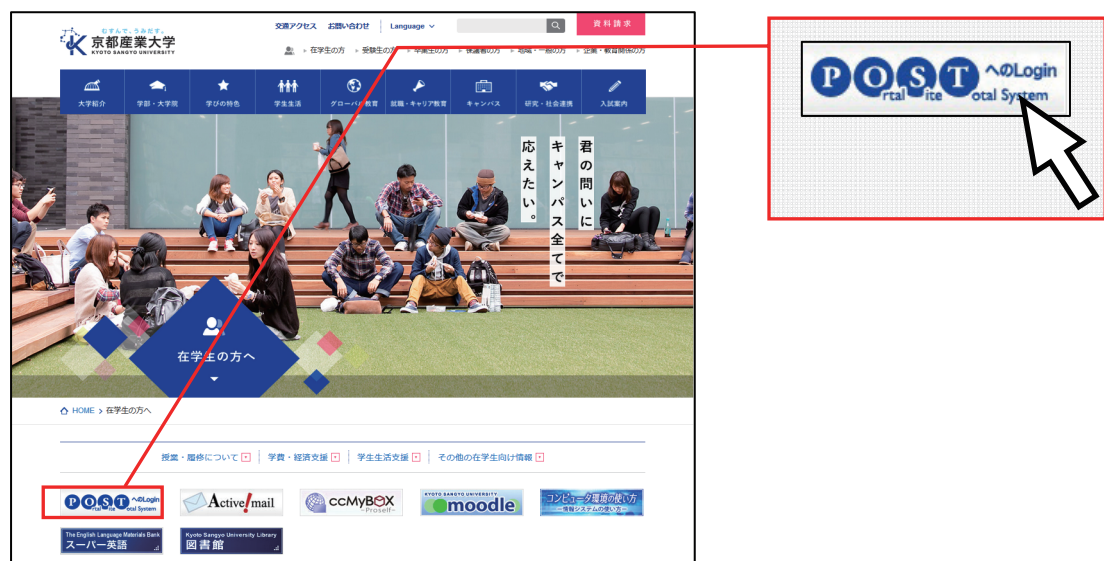 交通アクセス お問い合わせ Language
資料請求
むすんで、うみだす。
京都産業大学
KYOTO SANGYO UNIVERSITY
在学生の方 受験生の方 卒業生の方 保護者の方 地域・一般の方 企業・教育関係の方
大学紹介 学部・大学院 学びの特色 学生生活 グローバル教育 就職・キャリア教育 キャンパス 研究・社会連携 入試案内
君の問いに
キャンパス全てで
応えたい。
在学生の方へ
HOME > 在学生の方へ
授業・履修について 学費・経済支援 学生生活支援 その他の在学生向け情報
POST へのLogin
Portal Site Total System
Active!mail
ccMyBOX
-Proself-
KYOTO SANGYO UNIVERSITY
moodle
コンピュータ環境の使い方
-情報システムの使い方-
The English Language Materials Bank
スーパー英語
Kyoto Sangyo University Library
図書館
POST へのLogin
Portal Site Total System